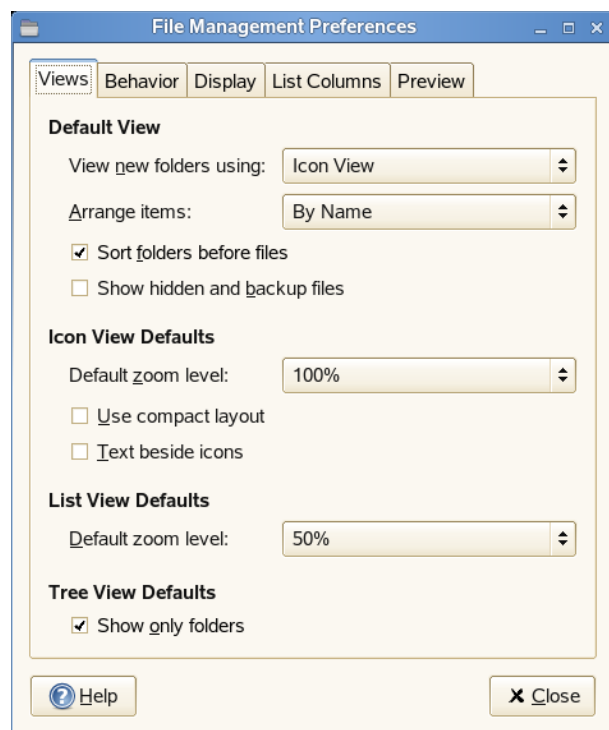 File Management Preferences
Views Behavior Display List Columns Preview
Default View
View new folders using: Icon View
Arrange items: By Name
Sort folders before files
Show hidden and backup files
Icon View Defaults
Default zoom level: 100%
Use compact layout
Text beside icons
List View Defaults
Default zoom level: 50%
Tree View Defaults
Show only folders
Help Close